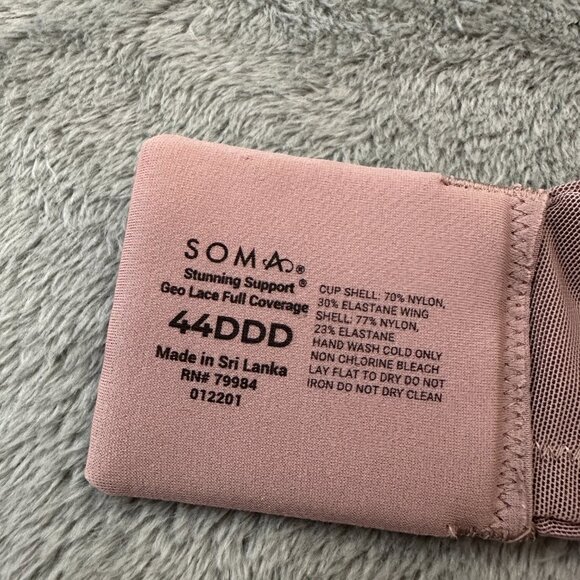 SOMA®
Stunning Support®
Geo Lace Full Coverage
44DDD
Made in Sri Lanka
RN# 79984
012201
CUP SHELL: 70% NYLON,
30% ELASTANE WING
SHELL: 77% NYLON,
23% ELASTANE
HAND WASH COLD ONLY
NON CHLORINE BLEACH
LAY FLAT TO DRY DO NOT
IRON DO NOT DRY CLEAN